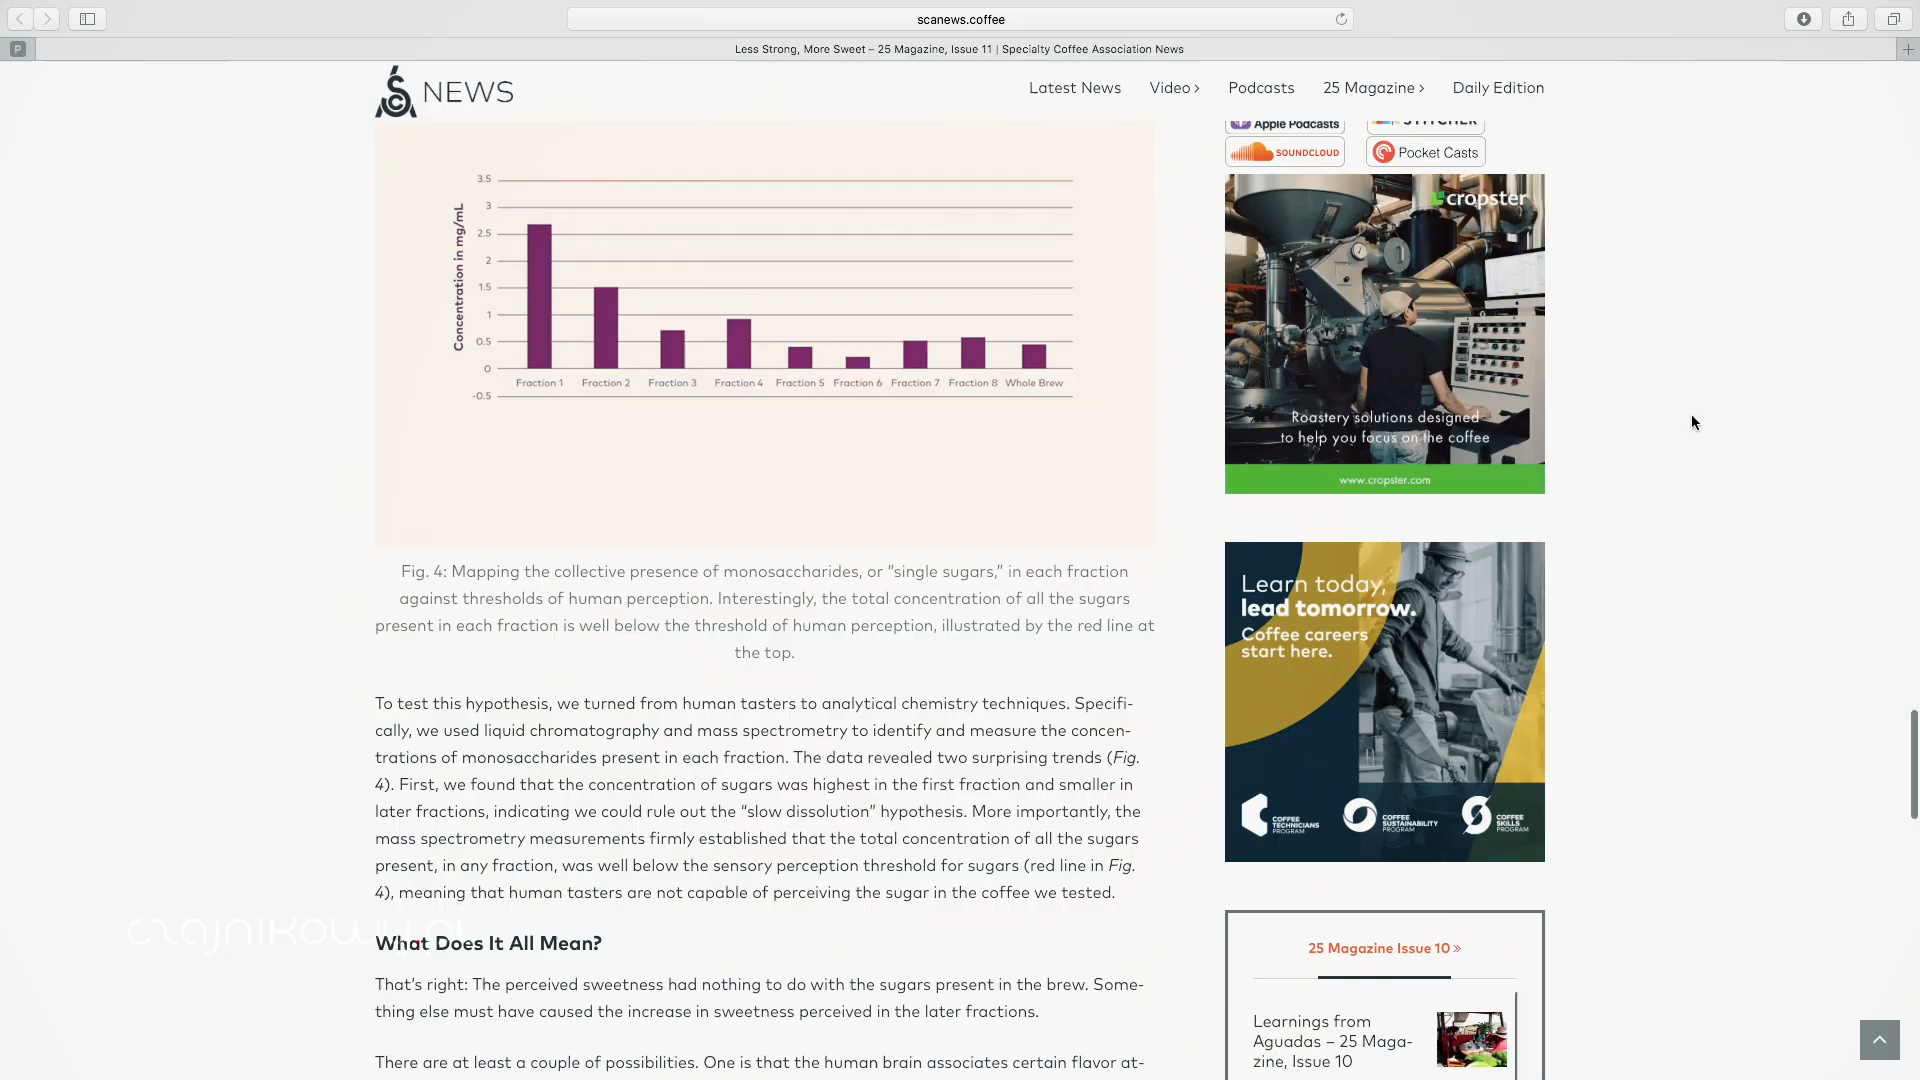 scanews.coffee
P
Less Strong, More Sweet – 25 Magazine, Issue 11 | Specialty Coffee Association News
SCA NEWS
Latest News
Video ›
Podcasts
25 Magazine ›
Daily Edition
Apple Podcasts
STITCHER
SOUNDCLOUD
Pocket Casts
Concentration in mg/mL
3.5
3
2.5
2
1.5
1
0.5
0
-0.5
Fraction 1
Fraction 2
Fraction 3
Fraction 4
Fraction 5
Fraction 6
Fraction 7
Fraction 8
Whole Brew
Fig. 4: Mapping the collective presence of monosaccharides, or “single sugars,” in each fraction
against thresholds of human perception. Interestingly, the total concentration of all the sugars
present in each fraction is well below the threshold of human perception, illustrated by the red line at
the top.
To test this hypothesis, we turned from human tasters to analytical chemistry techniques. Specifi-
cally, we used liquid chromatography and mass spectrometry to identify and measure the concen-
trations of monosaccharides present in each fraction. The data revealed two surprising trends (Fig.
4). First, we found that the concentration of sugars was highest in the first fraction and smaller in
later fractions, indicating we could rule out the “slow dissolution” hypothesis. More importantly, the
mass spectrometry measurements firmly established that the total concentration of all the sugars
present, in any fraction, was well below the sensory perception threshold for sugars (red line in Fig.
4), meaning that human tasters are not capable of perceiving the sugar in the coffee we tested.
czajnikowy.pl
What Does It All Mean?
That’s right: The perceived sweetness had nothing to do with the sugars present in the brew. Some-
thing else must have caused the increase in sweetness perceived in the later fractions.
There are at least a couple of possibilities. One is that the human brain associates certain flavor at-
cropster
Roastery solutions designed
to help you focus on the coffee
www.cropster.com
Learn today,
lead tomorrow.
Coffee careers
start here.
COFFEE
TECHNICIANS
PROGRAM
COFFEE
SUSTAINABILITY
PROGRAM
COFFEE
SKILLS
PROGRAM
25 Magazine Issue 10 »
Learnings from
Aguadas – 25 Maga-
zine, Issue 10